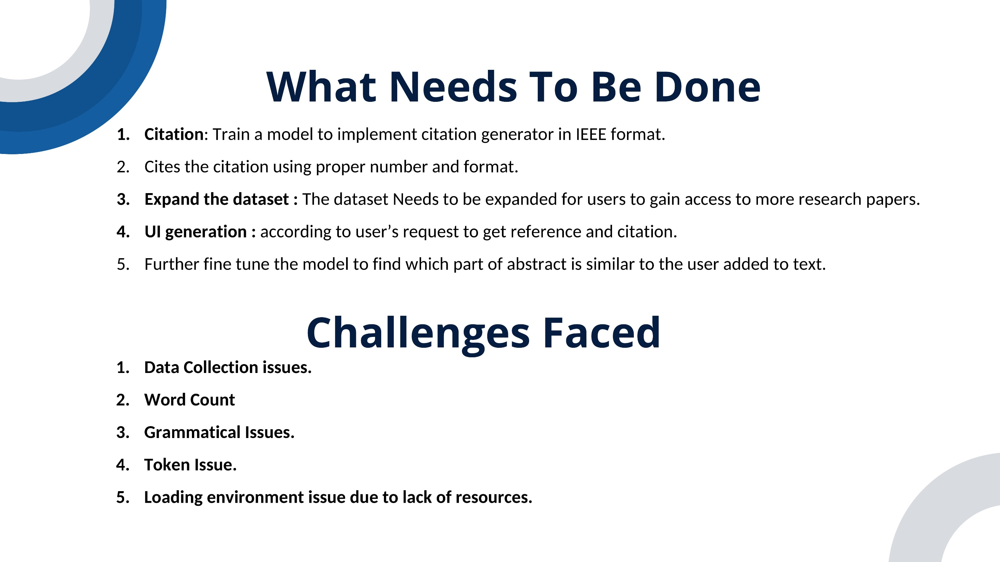 What Needs To Be Done
1. Citation: Train a model to implement citation generator in IEEE format.
2. Cites the citation using proper number and format.
3. Expand the dataset : The dataset Needs to be expanded for users to gain access to more research papers.
4. UI generation : according to user’s request to get reference and citation.
5. Further fine tune the model to find which part of abstract is similar to the user added to text.
Challenges Faced
1. Data Collection issues.
2. Word Count
3. Grammatical Issues.
4. Token Issue.
5. Loading environment issue due to lack of resources.